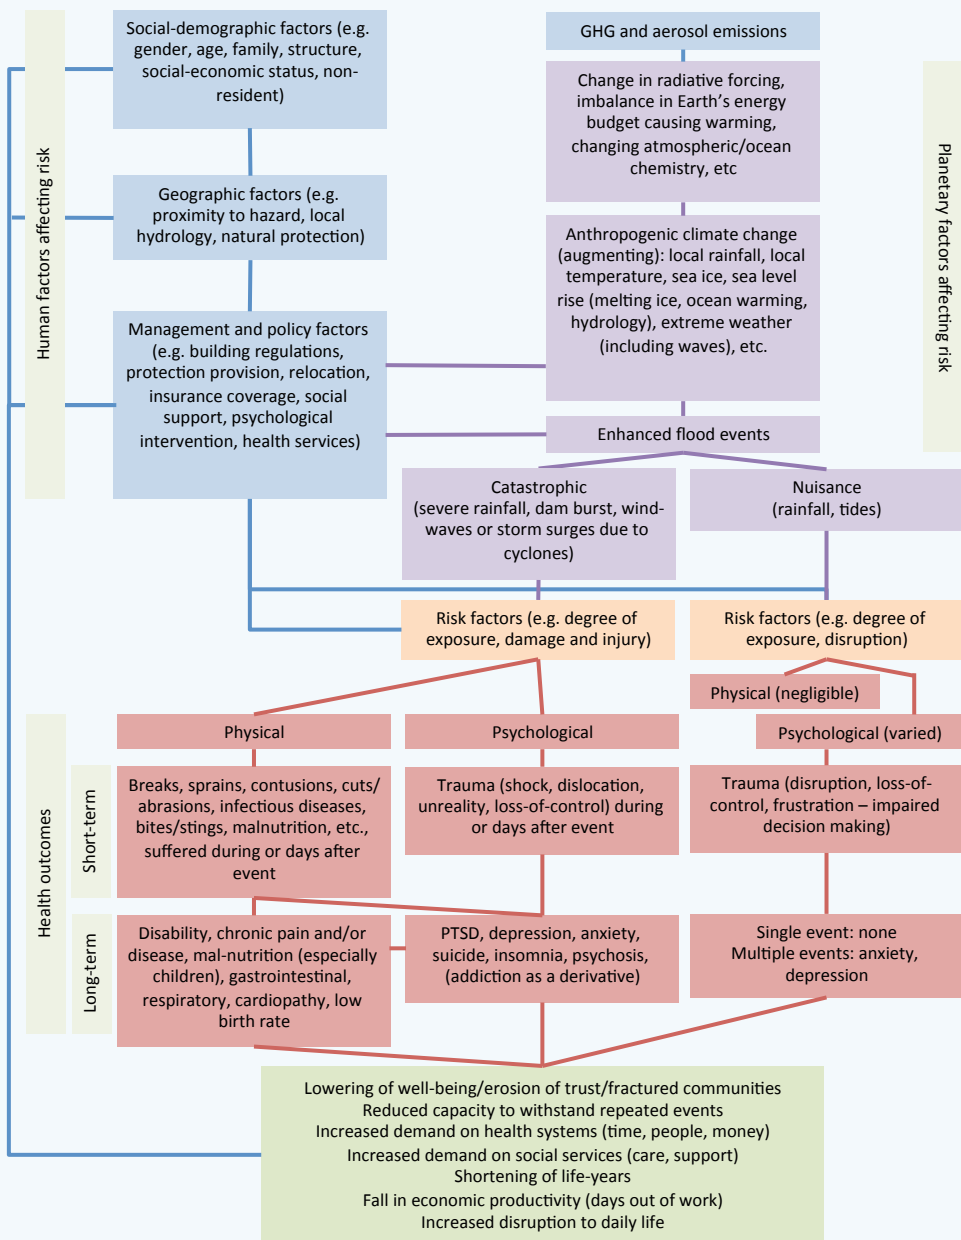 Human factors affecting risk
Social-demographic factors (e.g.
gender, age, family, structure,
social-economic status, non-
resident)
Geographic factors (e.g.
proximity to hazard, local
hydrology, natural protection)
Management and policy factors
(e.g. building regulations,
protection provision, relocation,
insurance coverage, social
support, psychological
intervention, health services)
GHG and aerosol emissions
Change in radiative forcing,
imbalance in Earth's energy
budget causing warming,
changing atmospheric/ocean
chemistry, etc
Anthropogenic climate change
(augmenting): local rainfall, local
temperature, sea ice, sea level
rise (melting ice, ocean warming,
hydrology), extreme weather
(including waves), etc.
Enhanced flood events
Planetary factors affecting risk
Catastrophic
(severe rainfall, dam burst, wind-
waves or storm surges due to
cyclones)
Nuisance
(rainfall, tides)
Risk factors (e.g. degree of
exposure, damage and injury)
Risk factors (e.g. degree of
exposure, disruption)
Physical (negligible)
Health outcomes
Physical
Psychological
Psychological (varied)
Short-term
Breaks, sprains, contusions, cuts/
abrasions, infectious diseases,
bites/stings, malnutrition, etc.,
suffered during or days after
event
Trauma (shock, dislocation,
unreality, loss-of-control) during
or days after event
Trauma (disruption, loss-of-
control, frustration – impaired
decision making)
Long-term
Disability, chronic pain and/or
disease, mal-nutrition (especially
children), gastrointestinal,
respiratory, cardiopathy, low
birth rate
PTSD, depression, anxiety,
suicide, insomnia, psychosis,
(addiction as a derivative)
Single event: none
Multiple events: anxiety,
depression
Lowering of well-being/erosion of trust/fractured communities
Reduced capacity to withstand repeated events
Increased demand on health systems (time, people, money)
Increased demand on social services (care, support)
Shortening of life-years
Fall in economic productivity (days out of work)
Increased disruption to daily life